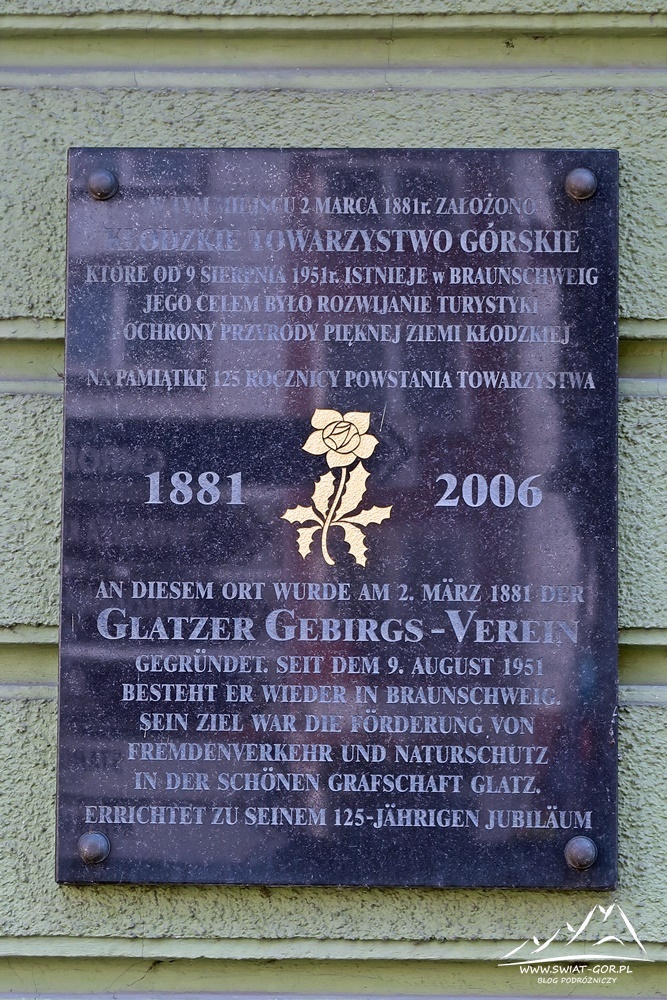 W TYM MIEJSCU 2 MARCA 1881r. ZAŁOŻONO
KŁODZKIE TOWARZYSTWO GÓRSKIE
KTÓRE OD 9 SIERPNIA 1951r. ISTNIEJE w BRAUNSCHWEIG
JEGO CELEM BYŁO ROZWIJANIE TURYSTYKI
I OCHRONY PRZYRODY PIĘKNEJ ZIEMI KŁODZKIEJ
NA PAMIĄTKĘ 125 ROCZNICY POWSTANIA TOWARZYSTWA
1881 2006
AN DIESEM ORT WURDE AM 2. MÄRZ 1881 DER
GLATZER GEBIRGS-VEREIN
GEGRÜNDET. SEIT DEM 9. AUGUST 1951
BESTEHT ER WIEDER IN BRAUNSCHWEIG.
SEIN ZIEL WAR DIE FÖRDERUNG VON
FREMDENVERKEHR UND NATURSCHUTZ
IN DER SCHÖNEN GRAFSCHAFT GLATZ.
ERRICHTET ZU SEINEM 125-JÄHRIGEN JUBILÄUM
WWW.SWIAT-GOR.PL
BLOG PODRÓŻNICZY